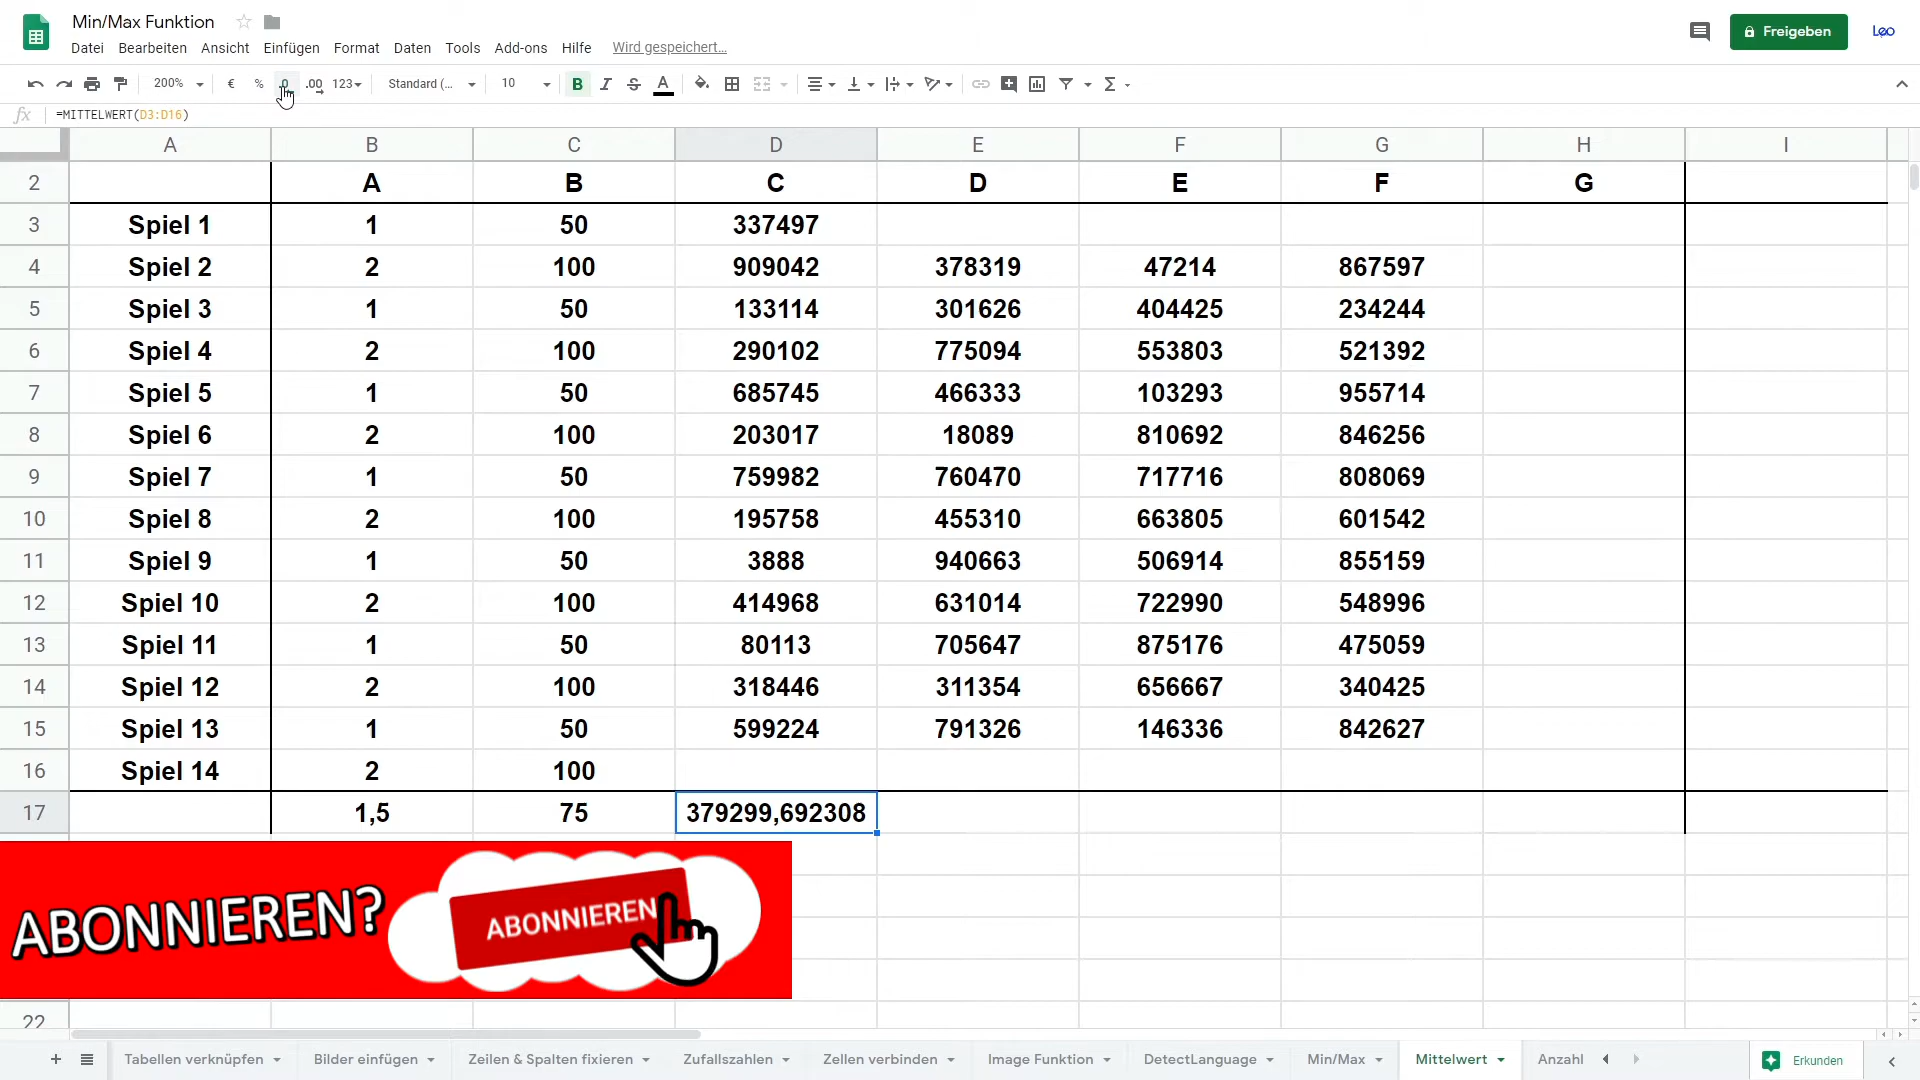 Min/Max Funktion
Datei Bearbeiten Ansicht Einfügen Format Daten Tools Add-ons Hilfe Wird gespeichert...
Freigeben
Leo
200% € % .0 .00 123 Standard (... 10 B I S A Σ
fx =MITTELWERT(D3:D16)
A B C D E F G H I
2 A B C D E F G
3 Spiel 1 1 50 337497
4 Spiel 2 2 100 909042 378319 47214 867597
5 Spiel 3 1 50 133114 301626 404425 234244
6 Spiel 4 2 100 290102 775094 553803 521392
7 Spiel 5 1 50 685745 466333 103293 955714
8 Spiel 6 2 100 203017 18089 810692 846256
9 Spiel 7 1 50 759982 760470 717716 808069
10 Spiel 8 2 100 195758 455310 663805 601542
11 Spiel 9 1 50 3888 940663 506914 855159
12 Spiel 10 2 100 414968 631014 722990 548996
13 Spiel 11 1 50 80113 705647 875176 475059
14 Spiel 12 2 100 318446 311354 656667 340425
15 Spiel 13 1 50 599224 791326 146336 842627
16 Spiel 14 2 100
17 1,5 75 379299,692308
ABONNIEREN? ABONNIEREN
22
Tabellen verknüpfen Bilder einfügen Zeilen & Spalten fixieren Zufallszahlen Zellen verbinden Image Funktion DetectLanguage Min/Max Mittelwert Anzahl Erkunden